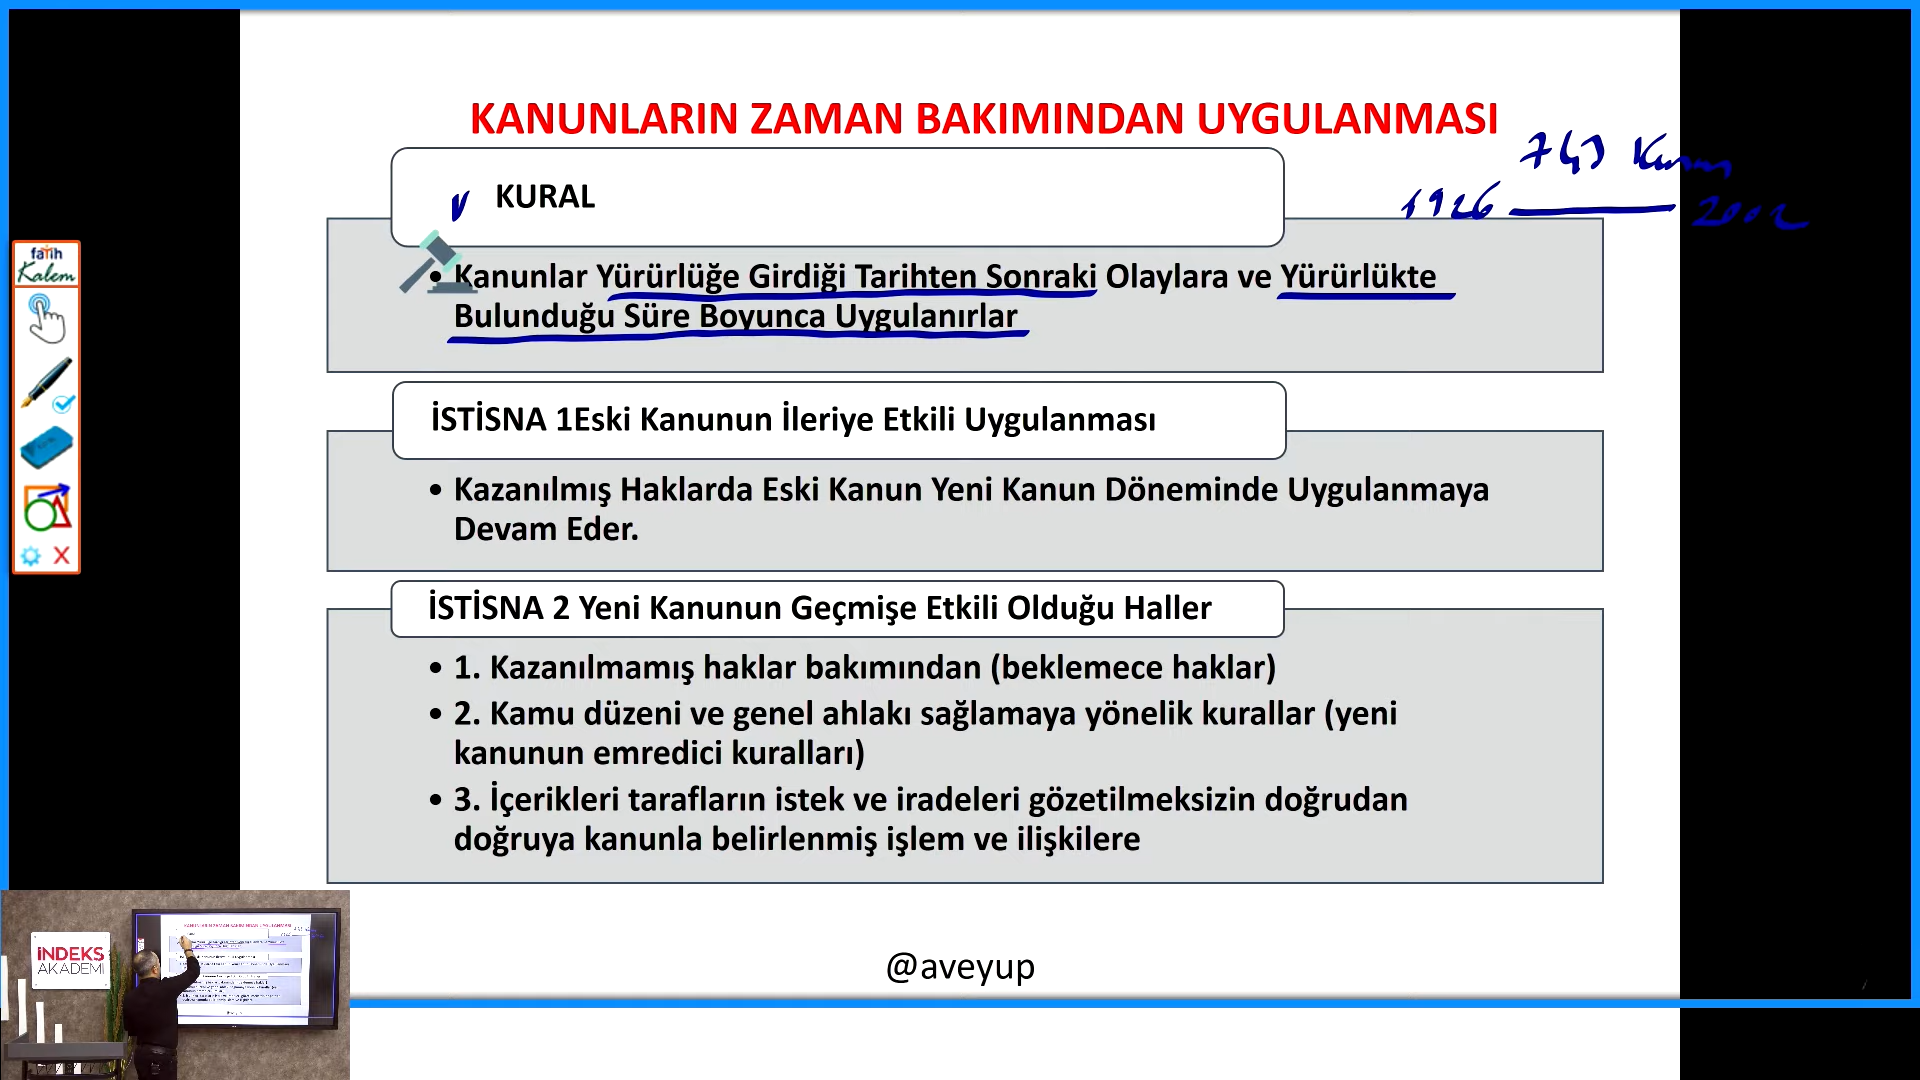 KANUNLARIN ZAMAN BAKIMINDAN UYGULANMASI
743
1926 2002
KURAL
• Kanunlar Yürürlüğe Girdiği Tarihten Sonraki Olaylara ve Yürürlükte
Bulunduğu Süre Boyunca Uygulanırlar
İSTİSNA 1Eski Kanunun İleriye Etkili Uygulanması
• Kazanılmış Haklarda Eski Kanun Yeni Kanun Döneminde Uygulanmaya
Devam Eder.
İSTİSNA 2 Yeni Kanunun Geçmişe Etkili Olduğu Haller
• 1. Kazanılmamış haklar bakımından (beklemece haklar)
• 2. Kamu düzeni ve genel ahlakı sağlamaya yönelik kurallar (yeni
kanunun emredici kuralları)
• 3. İçerikleri tarafların istek ve iradeleri gözetilmeksizin doğrudan
doğruya kanunla belirlenmiş işlem ve ilişkilere
@aveyup
fatih
Kalem
İNDEKS
AKADEMİ